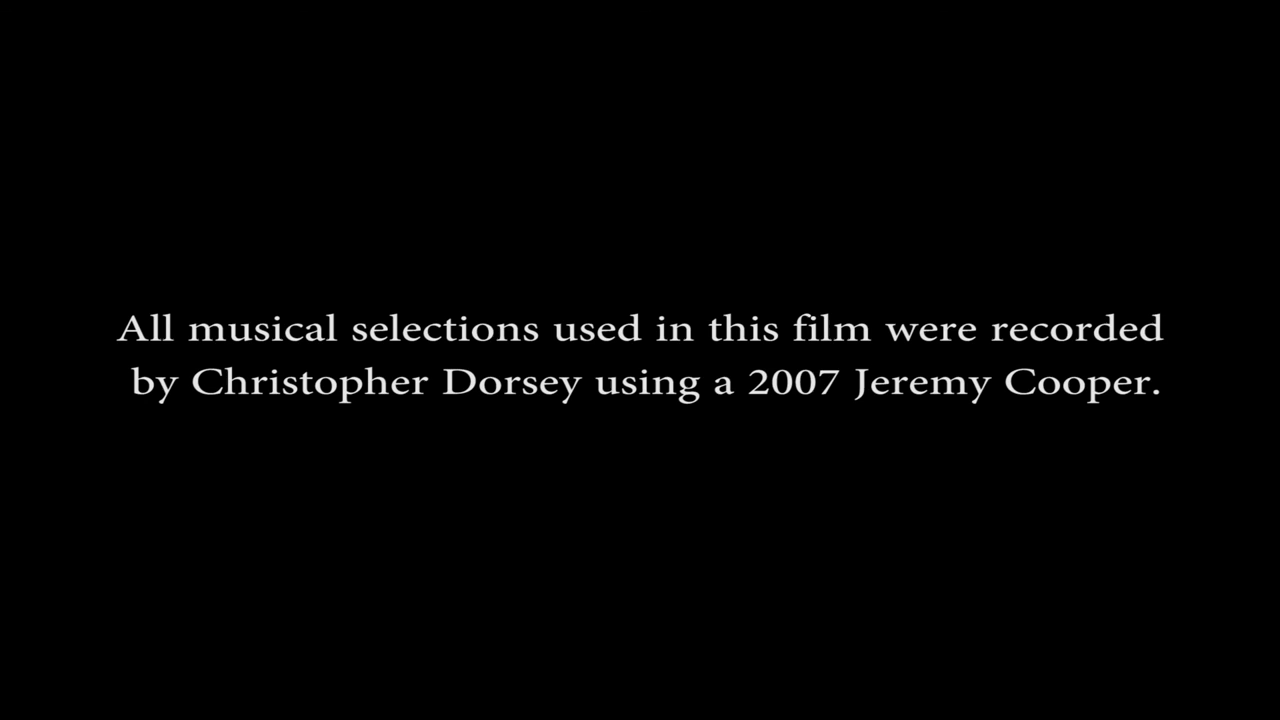 All musical selections used in this film were recorded
by Christopher Dorsey using a 2007 Jeremy Cooper.